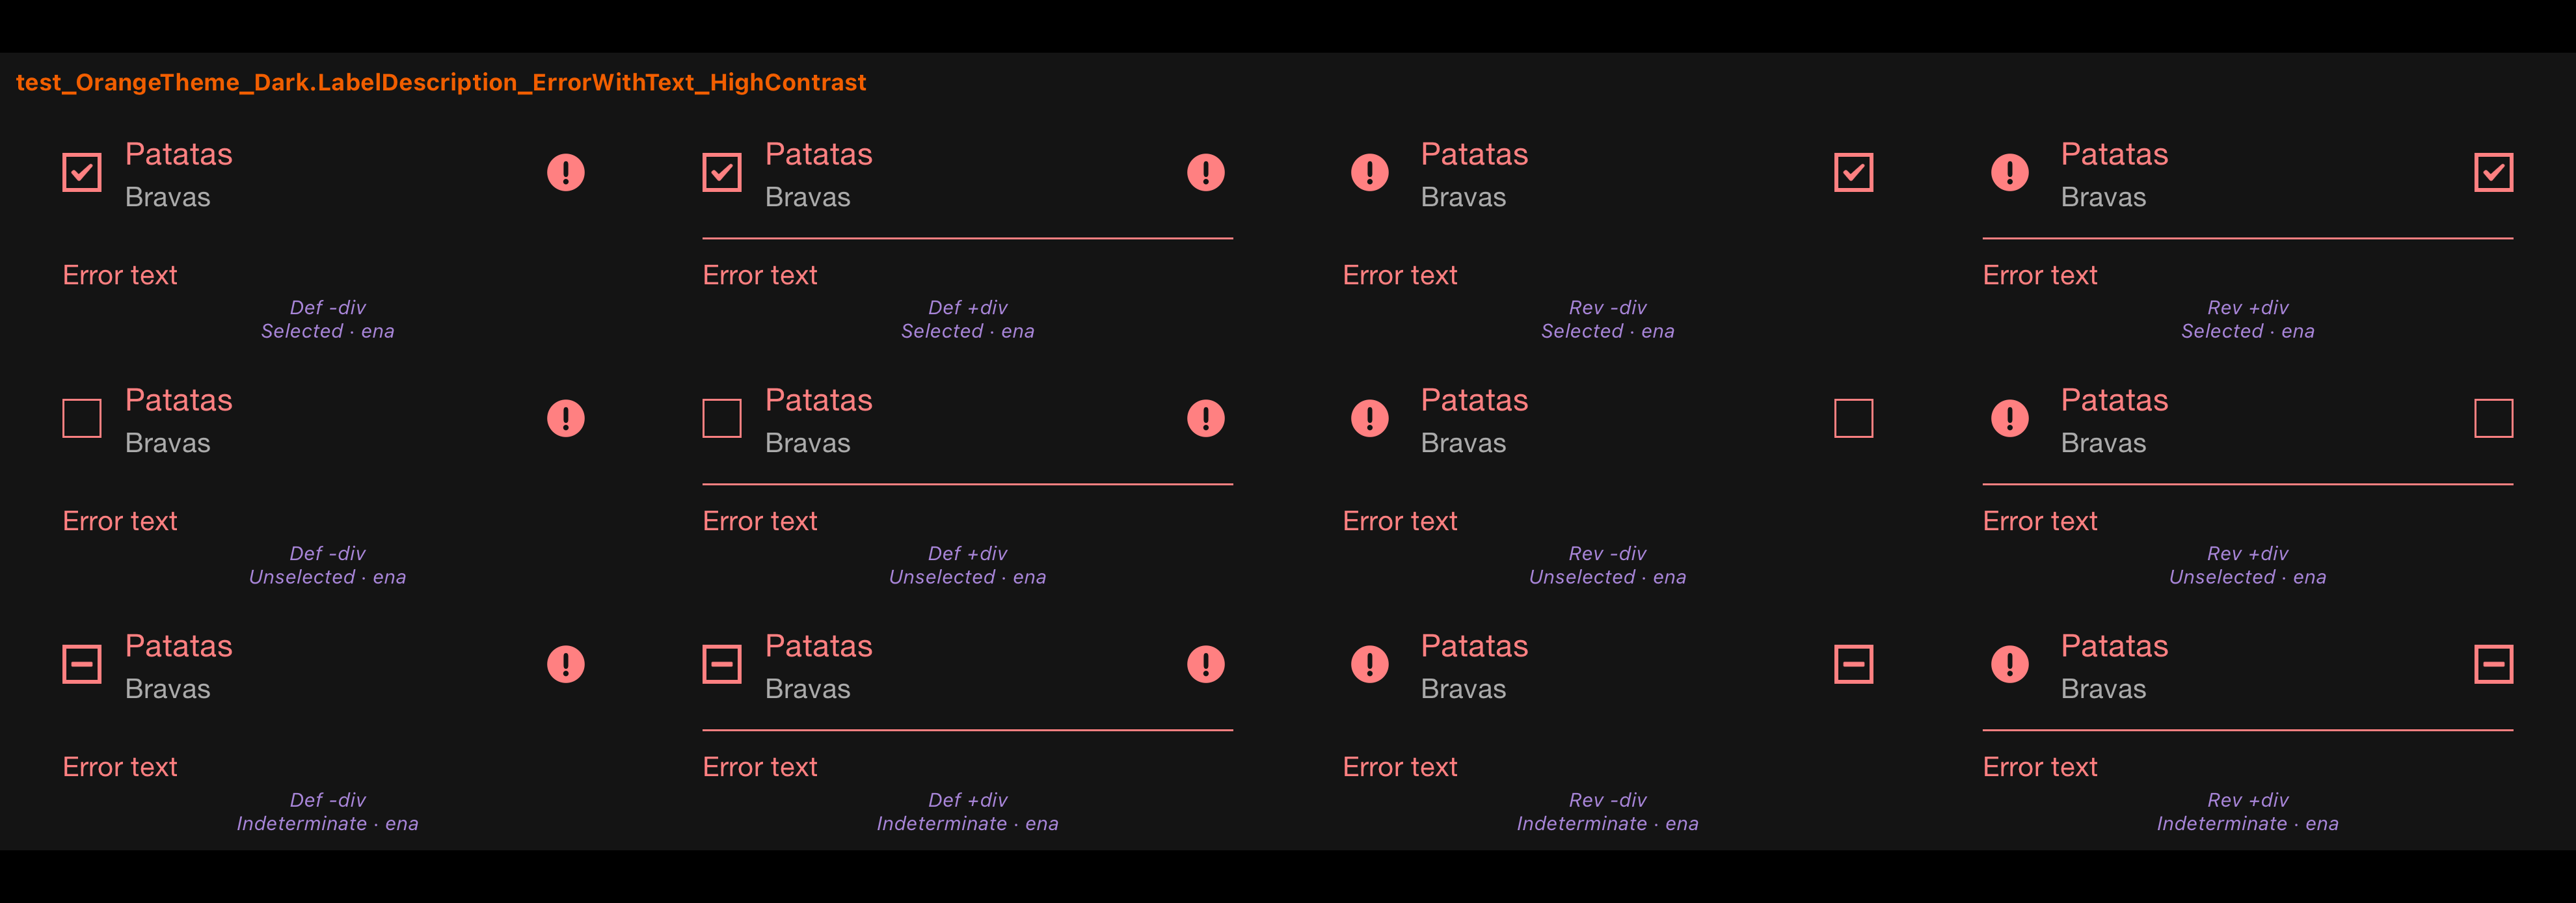 test_OrangeTheme_Dark.LabelDescription_ErrorWithText_HighContrast
Patatas
Bravas
Error text
Def -div
Selected · ena
Patatas
Bravas
Error text
Def +div
Selected · ena
Patatas
Bravas
Error text
Rev -div
Selected · ena
Patatas
Bravas
Error text
Rev +div
Selected · ena
Patatas
Bravas
Error text
Def -div
Unselected · ena
Patatas
Bravas
Error text
Def +div
Unselected · ena
Patatas
Bravas
Error text
Rev -div
Unselected · ena
Patatas
Bravas
Error text
Rev +div
Unselected · ena
Patatas
Bravas
Error text
Def -div
Indeterminate · ena
Patatas
Bravas
Error text
Def +div
Indeterminate · ena
Patatas
Bravas
Error text
Rev -div
Indeterminate · ena
Patatas
Bravas
Error text
Rev +div
Indeterminate · ena